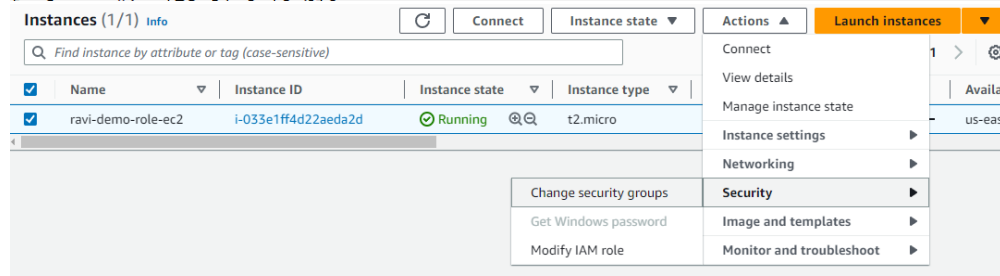 Instances (1/1) Info
Connect
Instance state
Actions
Launch instances
Find instance by attribute or tag (case-sensitive)
1
Name
Instance ID
Instance state
Instance type
Availa
ravi-demo-role-ec2
i-033e1ff4d22aeda2d
Running
t2.micro
us-eas
Connect
View details
Manage instance state
Instance settings
Networking
Security
Image and templates
Monitor and troubleshoot
Change security groups
Get Windows password
Modify IAM role